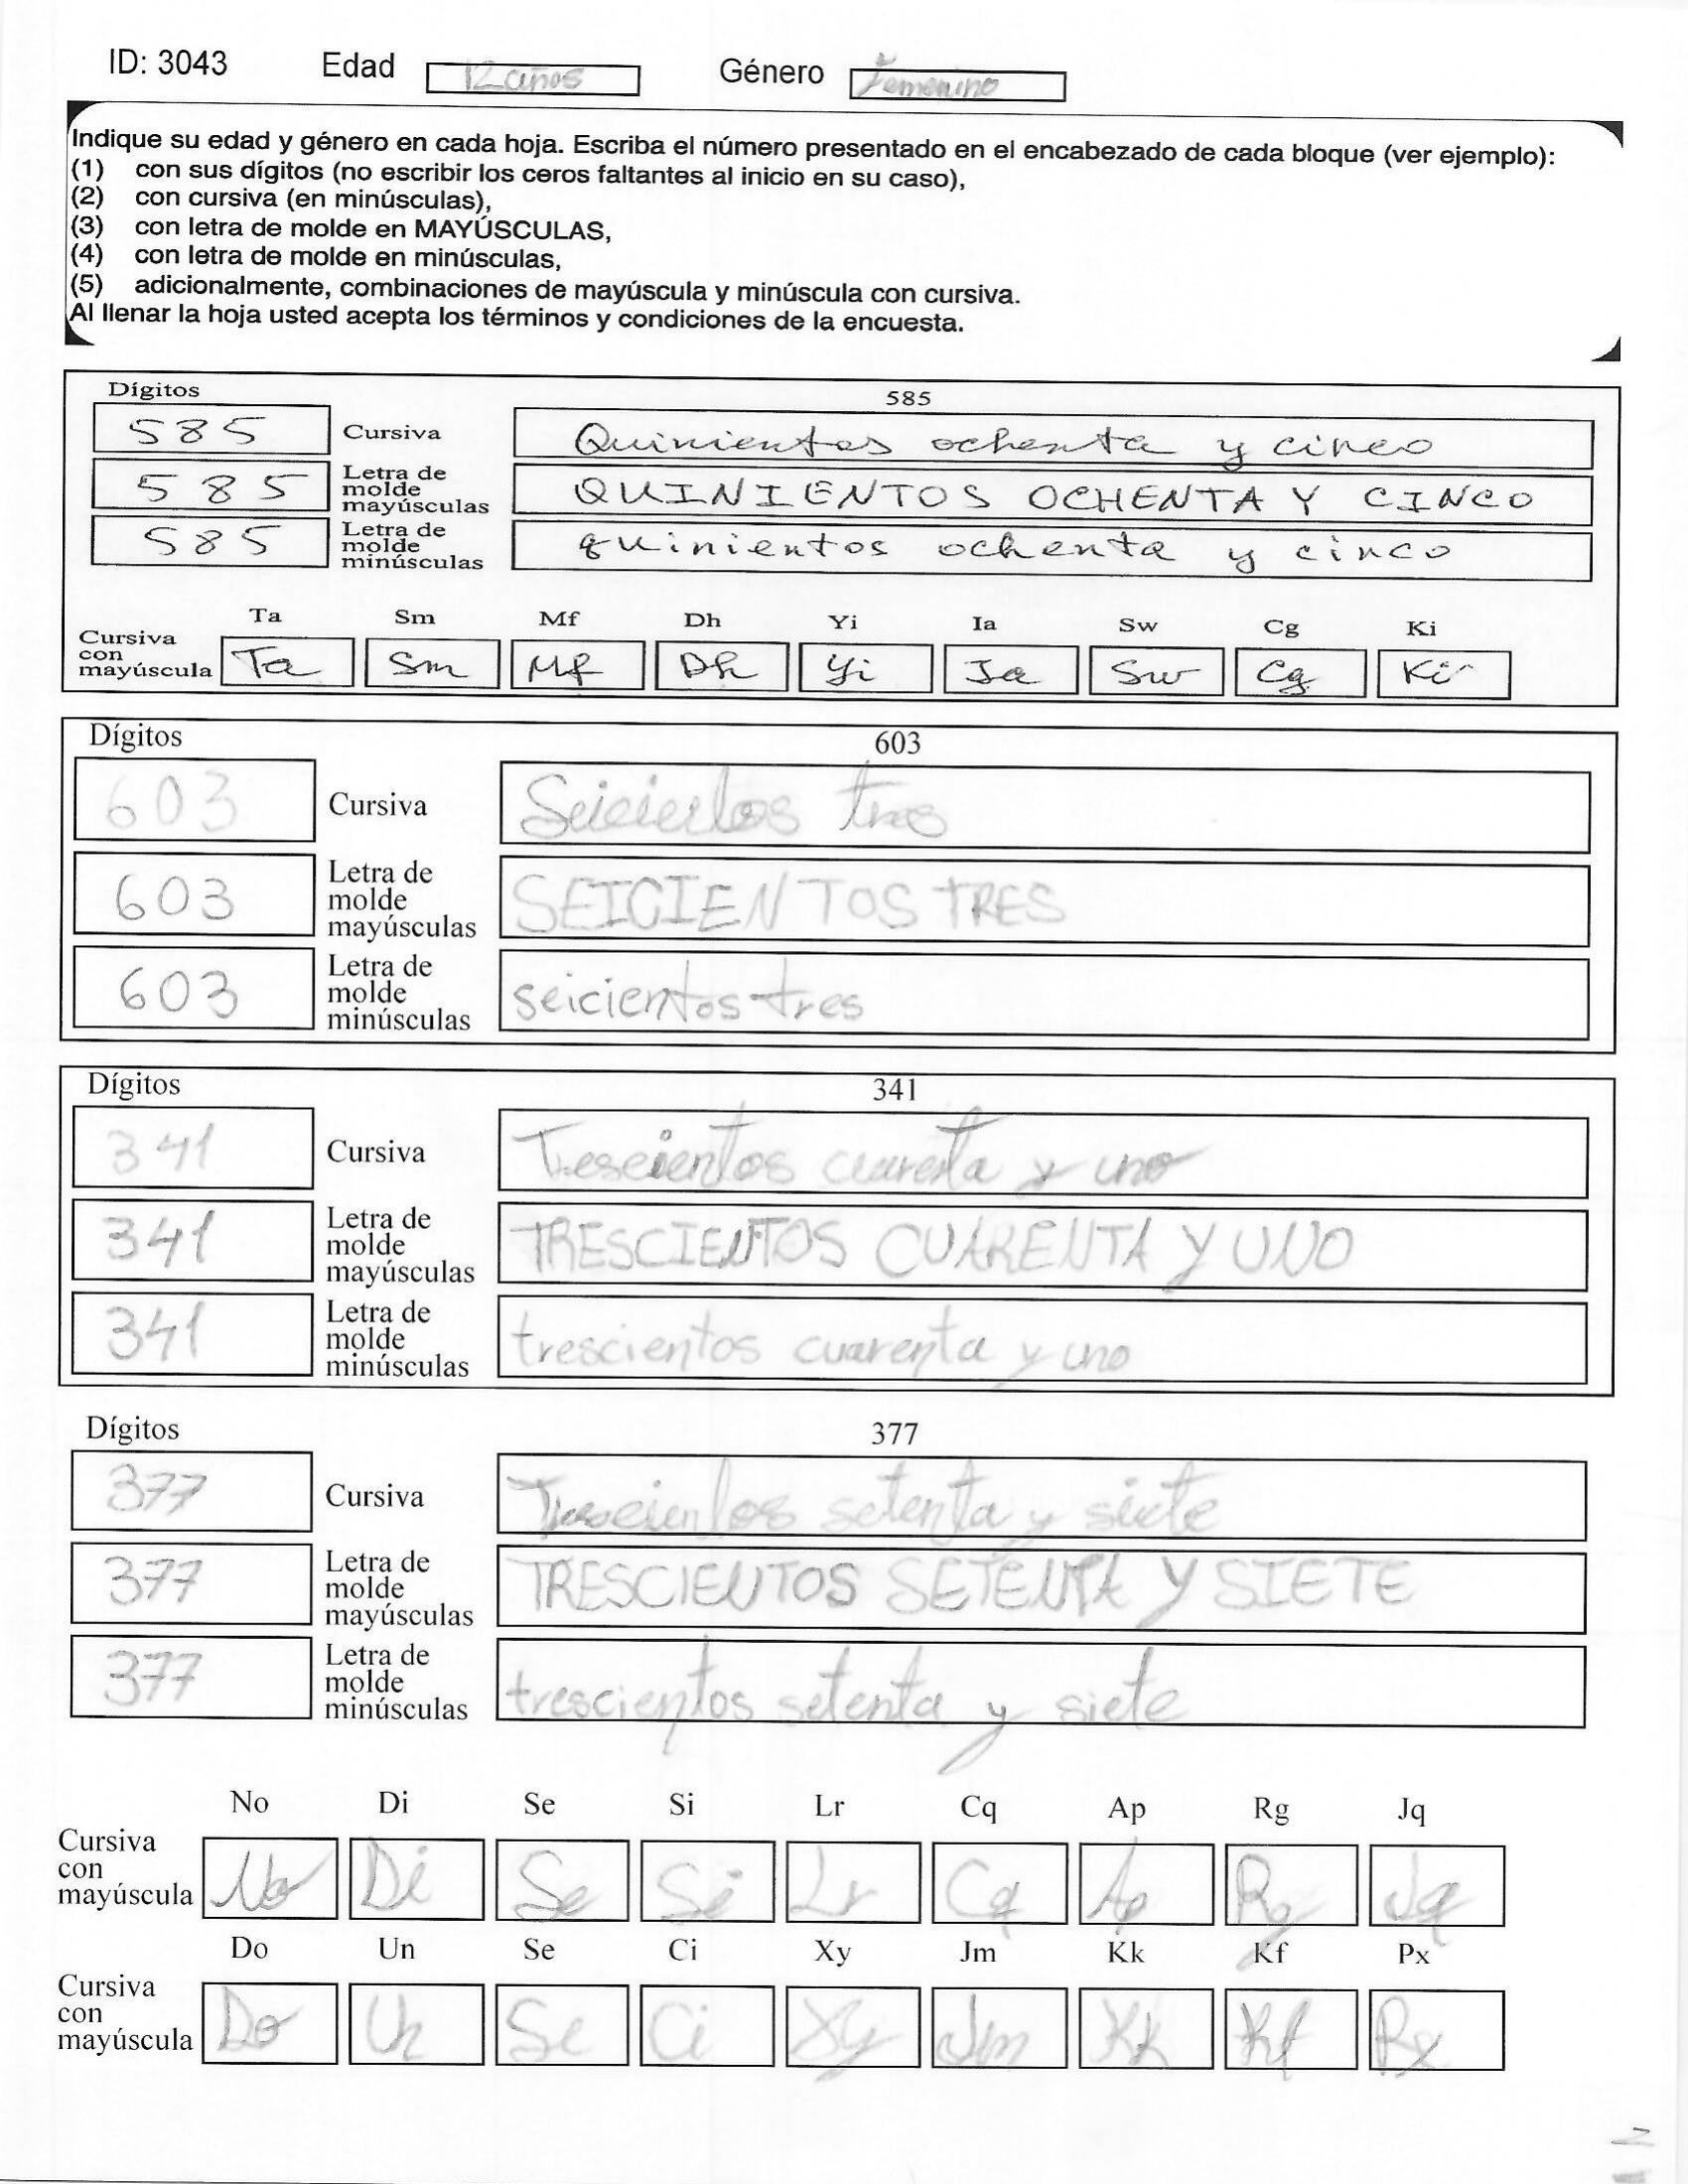 ID: 3043 Edad 12 años Género Femenino
Indique su edad y género en cada hoja. Escriba el número presentado en el encabezado de cada bloque (ver ejemplo):
(1) con sus dígitos (no escribir los ceros faltantes al inicio en su caso),
(2) con cursiva (en minúsculas),
(3) con letra de molde en MAYÚSCULAS,
(4) con letra de molde en minúsculas,
(5) adicionalmente, combinaciones de mayúscula y minúscula con cursiva.
Al llenar la hoja usted acepta los términos y condiciones de la encuesta.
Dígitos 585
585 Cursiva Quinientos ochenta y cinco
585 Letra de molde mayúsculas QUINIENTOS OCHENTA Y CINCO
585 Letra de molde minúsculas quinientos ochenta y cinco
Ta Sm Mf Dh Yi Ia Sw Cg Ki
Cursiva con mayúscula Ta Sm Mf Dh Yi Ia Sw Cg Ki
Dígitos 603
603 Cursiva Seicientos tres
603 Letra de molde mayúsculas SEICIENTOS TRES
603 Letra de molde minúsculas seicientos tres
Dígitos 341
341 Cursiva Trescientos cuarenta y uno
341 Letra de molde mayúsculas TRESCIENTOS CUARENTA Y UNO
341 Letra de molde minúsculas trescientos cuarenta y uno
Dígitos 377
377 Cursiva Trescientos setenta y siete
377 Letra de molde mayúsculas TRESCIENTOS SETENTA Y SIETE
377 Letra de molde minúsculas trescientos setenta y siete
No Di Se Si Lr Cq Ap Rg Jq
Cursiva con mayúscula No Di Se Si Lr Cq Ap Rg Jq
Do Un Se Ci Xy Jm Kk Kf Px
Cursiva con mayúscula Do Un Se Ci Xy Jm Kk Kf Px